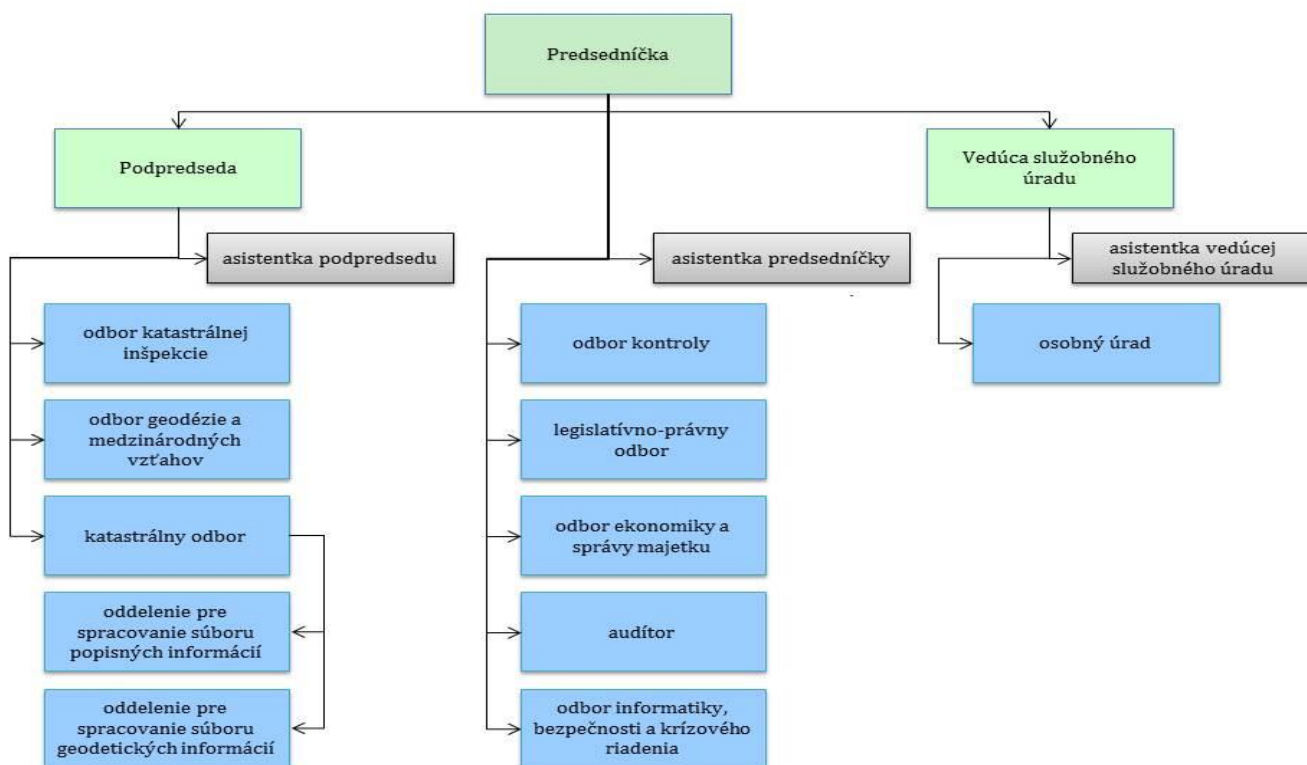 Predsedníčka
Podpredseda
Vedúca služobného
úradu
asistentka podpredsedu
asistentka predsedníčky
asistentka vedúcej
služobného úradu
odbor katastrálnej
inšpekcie
odbor kontroly
osobný úrad
odbor geodézie a
medzinárodných
vzťahov
legislatívno-právny
odbor
katastrálny odbor
odbor ekonomiky a
správy majetku
oddelenie pre
spracovanie súboru
popisných informácií
audítor
oddelenie pre
spracovanie súboru
geodetických informácií
odbor informatiky,
bezpečnosti a krízového
riadenia